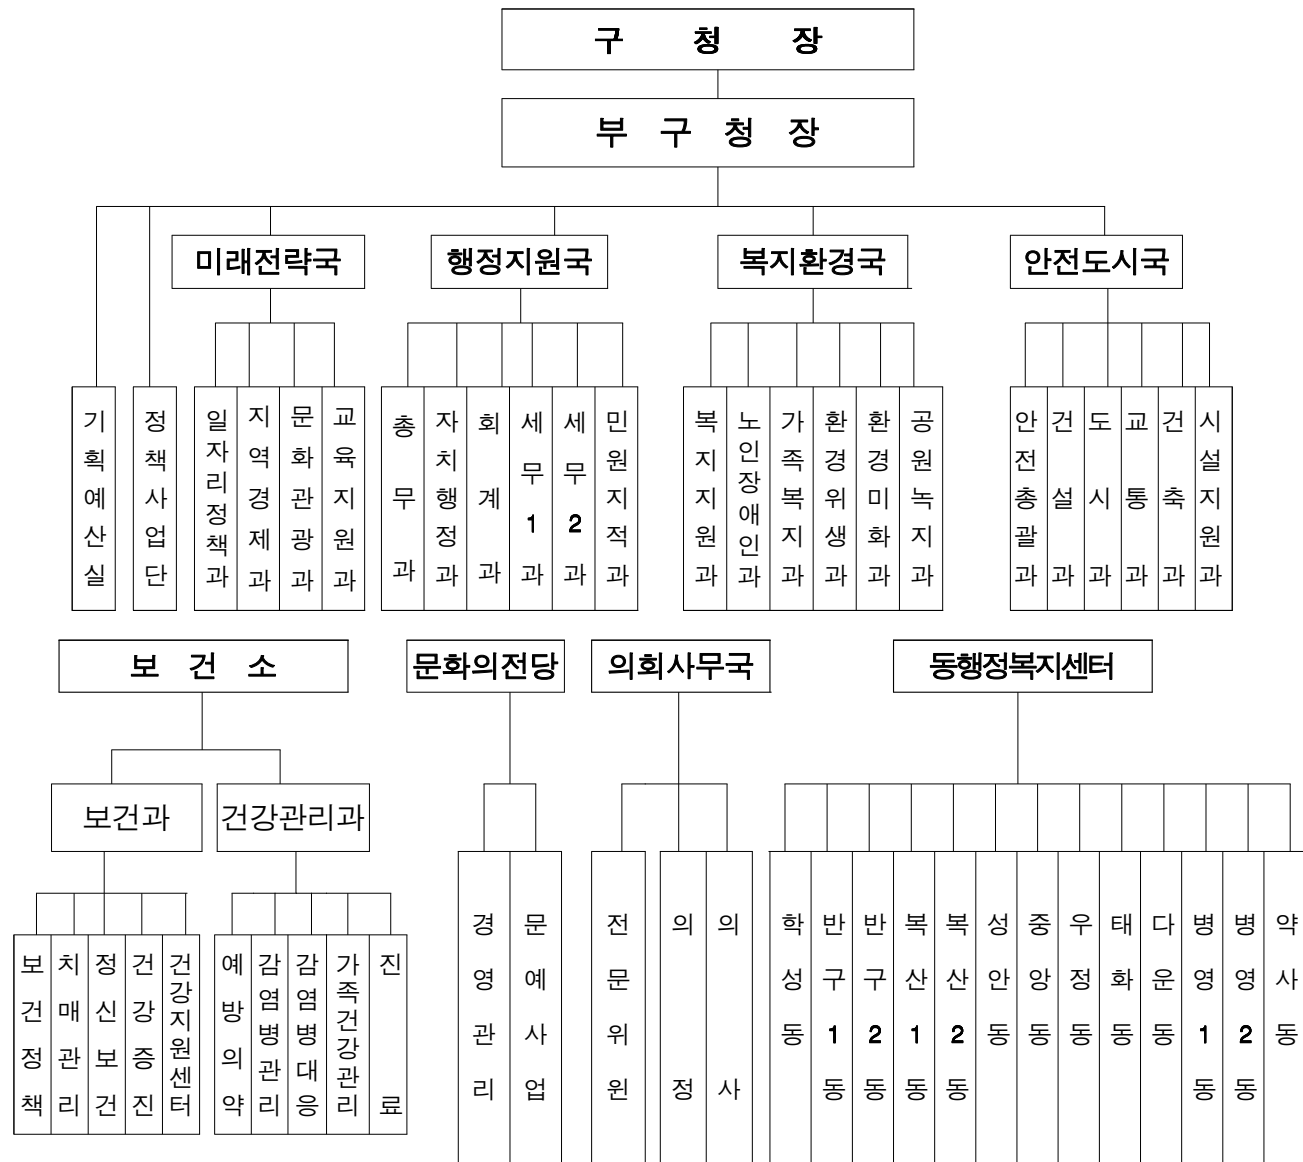 구 청 장
부 구 청 장
미래전략국
행정지원국
복지환경국
안전도시국
기획예산실
정책사업단
일자리정책과
지역경제과
문화관광과
교육지원과
총무과
자치행정과
회계과
세무1과
세무2과
민원지적과
복지지원과
노인장애인과
가족복지과
환경위생과
환경미화과
공원녹지과
안전총괄과
건설과
도시과
교통과
건축과
시설지원과
보 건 소
문화의전당
의회사무국
동행정복지센터
보건과
건강관리과
보건정책
치매관리
정신보건
건강증진
건강지원센터
예방의약
감염병관리
감염병대응
가족건강관리
진료
경영관리
문예사업
전문위원
의정
의사
학성동
반구1동
반구2동
복산1동
복산2동
성안동
중앙동
우정동
태화동
다운동
병영1동
병영2동
약사동